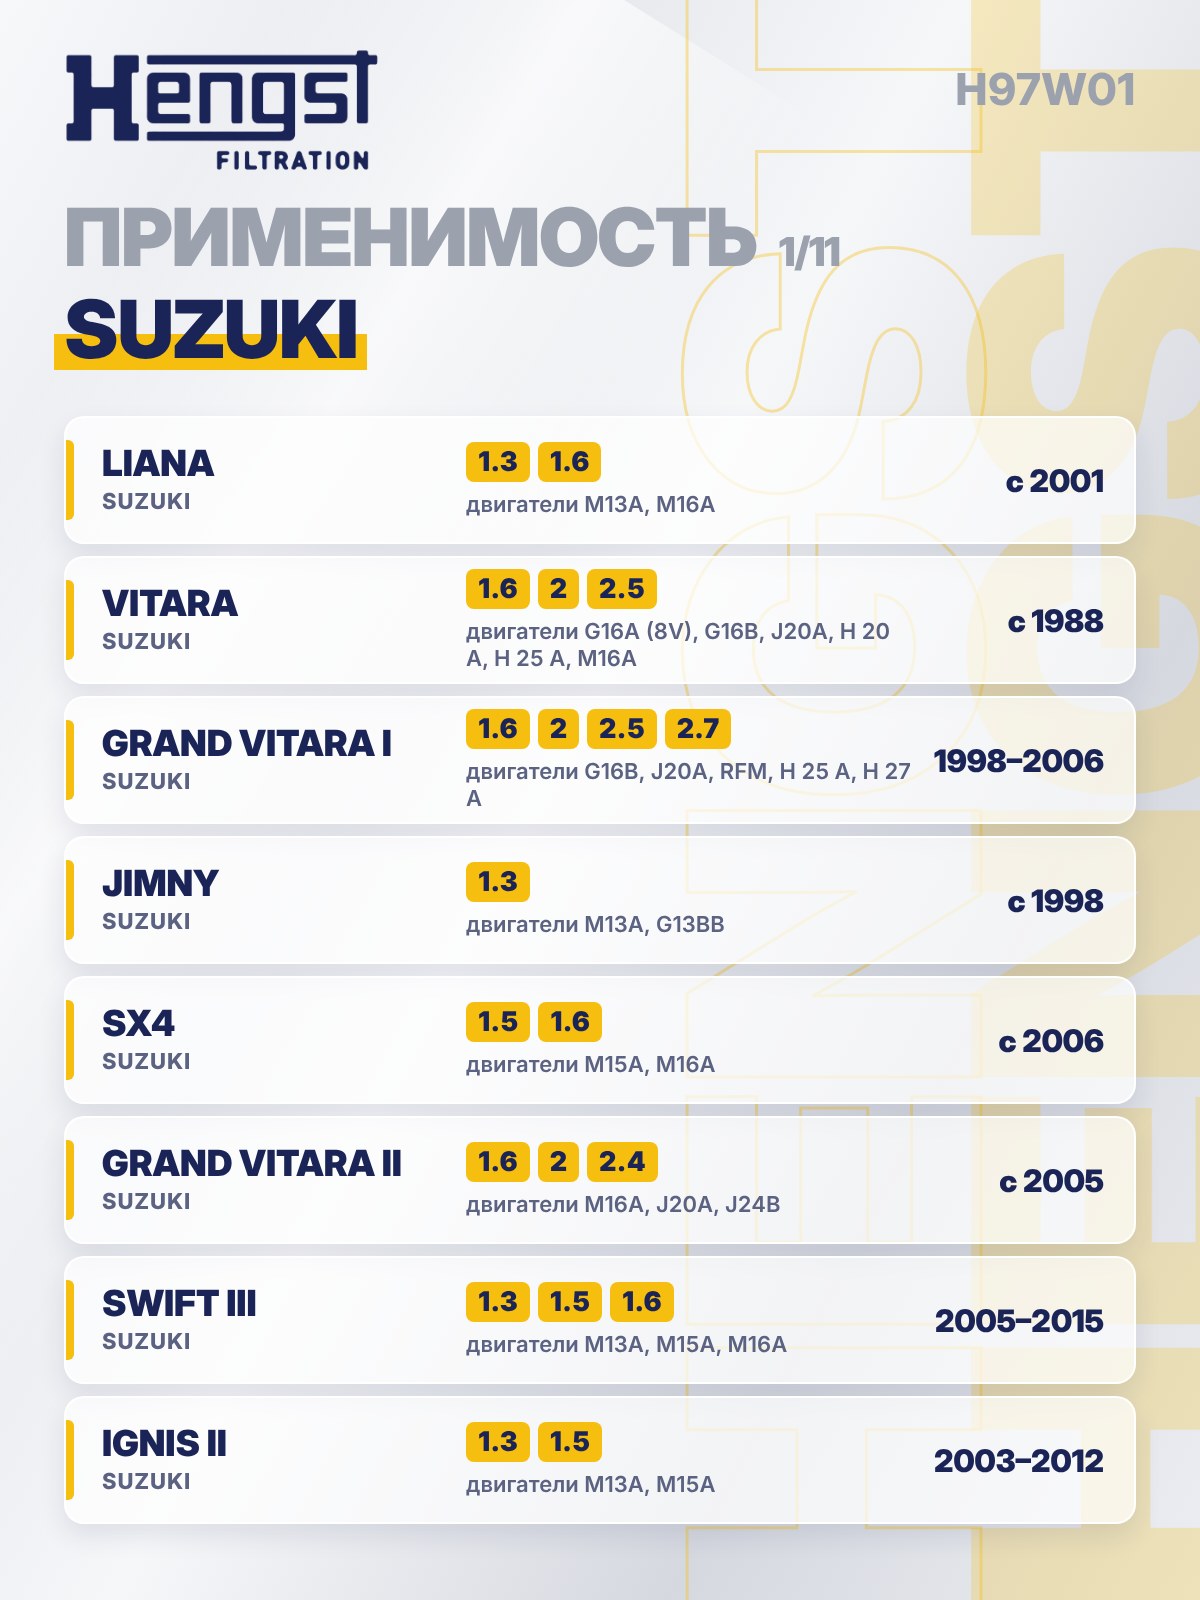 Hengst
FILTRATION
H97W01
ПРИМЕНИМОСТЬ 1/11
SUZUKI
LIANA
SUZUKI
1.3 1.6
двигатели M13A, M16A
с 2001
VITARA
SUZUKI
1.6 2 2.5
двигатели G16A (8V), G16B, J20A, H 20
A, H 25 A, M16A
с 1988
GRAND VITARA I
SUZUKI
1.6 2 2.5 2.7
двигатели G16B, J20A, RFM, H 25 A, H 27
A
1998–2006
JIMNY
SUZUKI
1.3
двигатели M13A, G13BB
с 1998
SX4
SUZUKI
1.5 1.6
двигатели M15A, M16A
с 2006
GRAND VITARA II
SUZUKI
1.6 2 2.4
двигатели M16A, J20A, J24B
с 2005
SWIFT III
SUZUKI
1.3 1.5 1.6
двигатели M13A, M15A, M16A
2005–2015
IGNIS II
SUZUKI
1.3 1.5
двигатели M13A, M15A
2003–2012
HENGST
HENGST